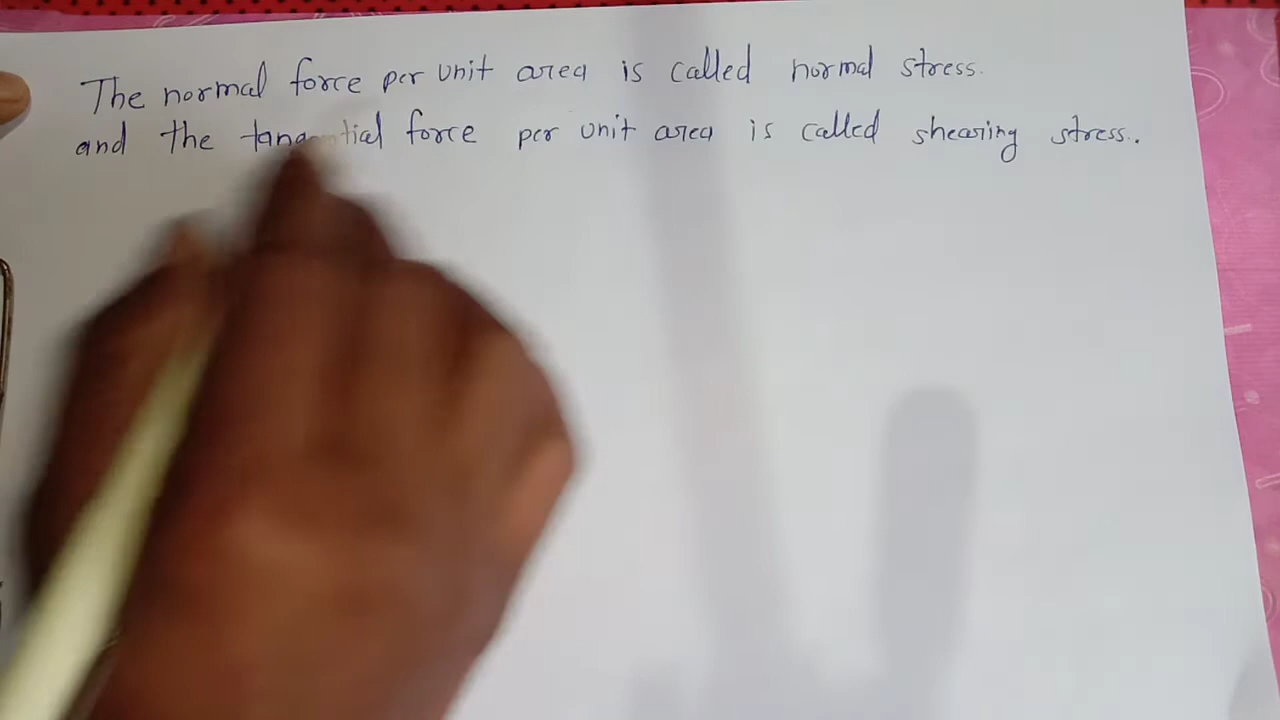 The normal force per unit area is called normal stress.
and the tangential force per unit area is called shearing stress..